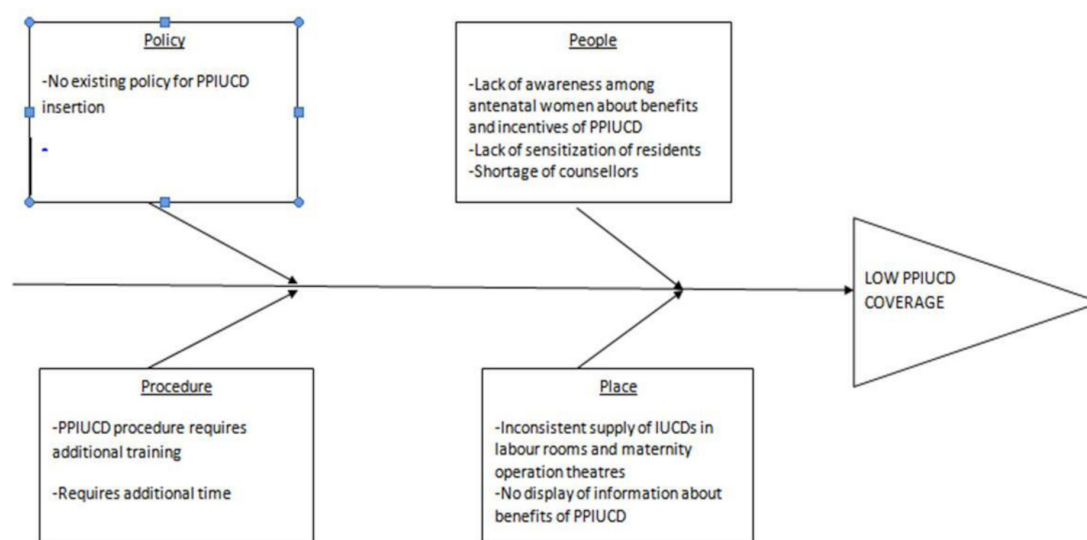 Policy
-No existing policy for PPIUCD
insertion
-
People
-Lack of awareness among
antenatal women about benefits
and incentives of PPIUCD
-Lack of sensitization of residents
-Shortage of counsellors
LOW PPIUCD
COVERAGE
Procedure
-PPIUCD procedure requires
additional training
-Requires additional time
Place
-Inconsistent supply of IUCDs in
labour rooms and maternity
operation theatres
-No display of information about
benefits of PPIUCD